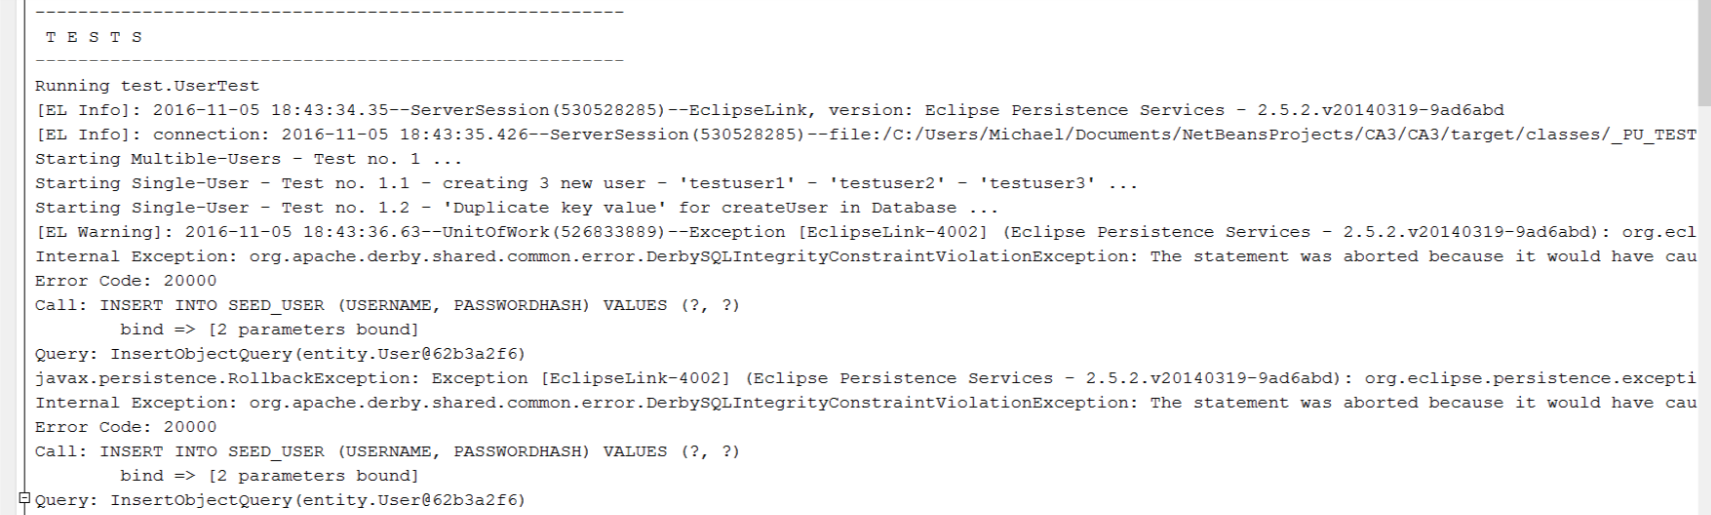 -------------------------------------------------------
T E S T S
-------------------------------------------------------
Running test.UserTest
[EL Info]: 2016-11-05 18:43:34.35--ServerSession(530528285)--EclipseLink, version: Eclipse Persistence Services - 2.5.2.v20140319-9ad6abd
[EL Info]: connection: 2016-11-05 18:43:35.426--ServerSession(530528285)--file:/C:/Users/Michael/Documents/NetBeansProjects/CA3/CA3/target/classes/_PU_TEST
Starting Multible-Users - Test no. 1 ...
Starting Single-User - Test no. 1.1 - creating 3 new user - 'testuser1' - 'testuser2' - 'testuser3' ...
Starting Single-User - Test no. 1.2 - 'Duplicate key value' for createUser in Database ...
[EL Warning]: 2016-11-05 18:43:36.63--UnitOfWork(526833889)--Exception [EclipseLink-4002] (Eclipse Persistence Services - 2.5.2.v20140319-9ad6abd): org.ecl
Internal Exception: org.apache.derby.shared.common.error.DerbySQLIntegrityConstraintViolationException: The statement was aborted because it would have cau
Error Code: 20000
Call: INSERT INTO SEED_USER (USERNAME, PASSWORDHASH) VALUES (?, ?)
bind => [2 parameters bound]
Query: InsertObjectQuery(entity.User@62b3a2f6)
javax.persistence.RollbackException: Exception [EclipseLink-4002] (Eclipse Persistence Services - 2.5.2.v20140319-9ad6abd): org.eclipse.persistence.excepti
Internal Exception: org.apache.derby.shared.common.error.DerbySQLIntegrityConstraintViolationException: The statement was aborted because it would have cau
Error Code: 20000
Call: INSERT INTO SEED_USER (USERNAME, PASSWORDHASH) VALUES (?, ?)
bind => [2 parameters bound]
Query: InsertObjectQuery(entity.User@62b3a2f6)